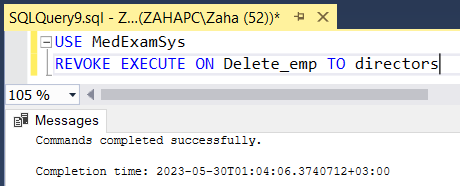 SQLQuery9.sql - Z...(ZAHAPC\Zaha (52))*
USE MedExamSys
REVOKE EXECUTE ON Delete_emp TO directors
105 %
Messages
Commands completed successfully.
Completion time: 2023-05-30T01:04:06.3740712+03:00